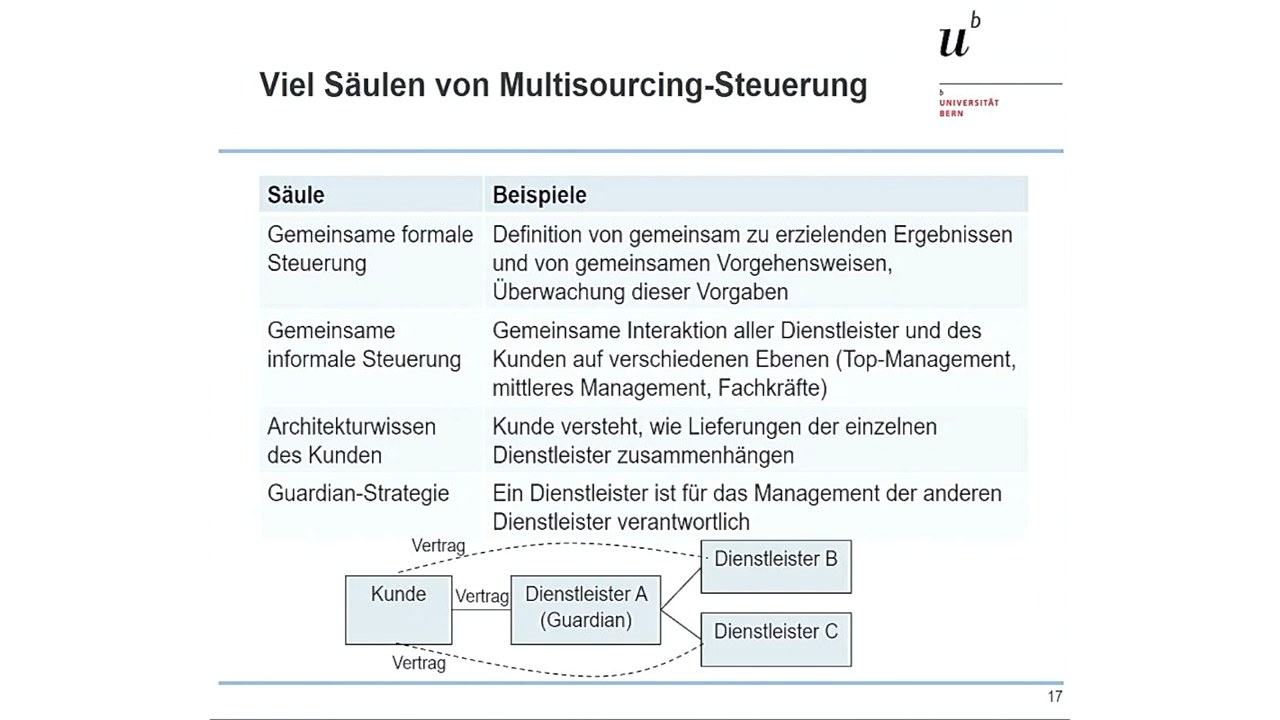 u b
Viel Säulen von Multisourcing-Steuerung
b
UNIVERSITÄT
BERN
Säule Beispiele
Gemeinsame formale Steuerung
Definition von gemeinsam zu erzielenden Ergebnissen
und von gemeinsamen Vorgehensweisen,
Überwachung dieser Vorgaben
Gemeinsame
informale Steuerung
Gemeinsame Interaktion aller Dienstleister und des
Kunden auf verschiedenen Ebenen (Top-Management,
mittleres Management, Fachkräfte)
Architekturwissen
des Kunden
Kunde versteht, wie Lieferungen der einzelnen
Dienstleister zusammenhängen
Guardian-Strategie
Ein Dienstleister ist für das Management der anderen
Dienstleister verantwortlich
Vertrag
Dienstleister B
Kunde
Vertrag
Dienstleister A
(Guardian)
Dienstleister C
Vertrag
17